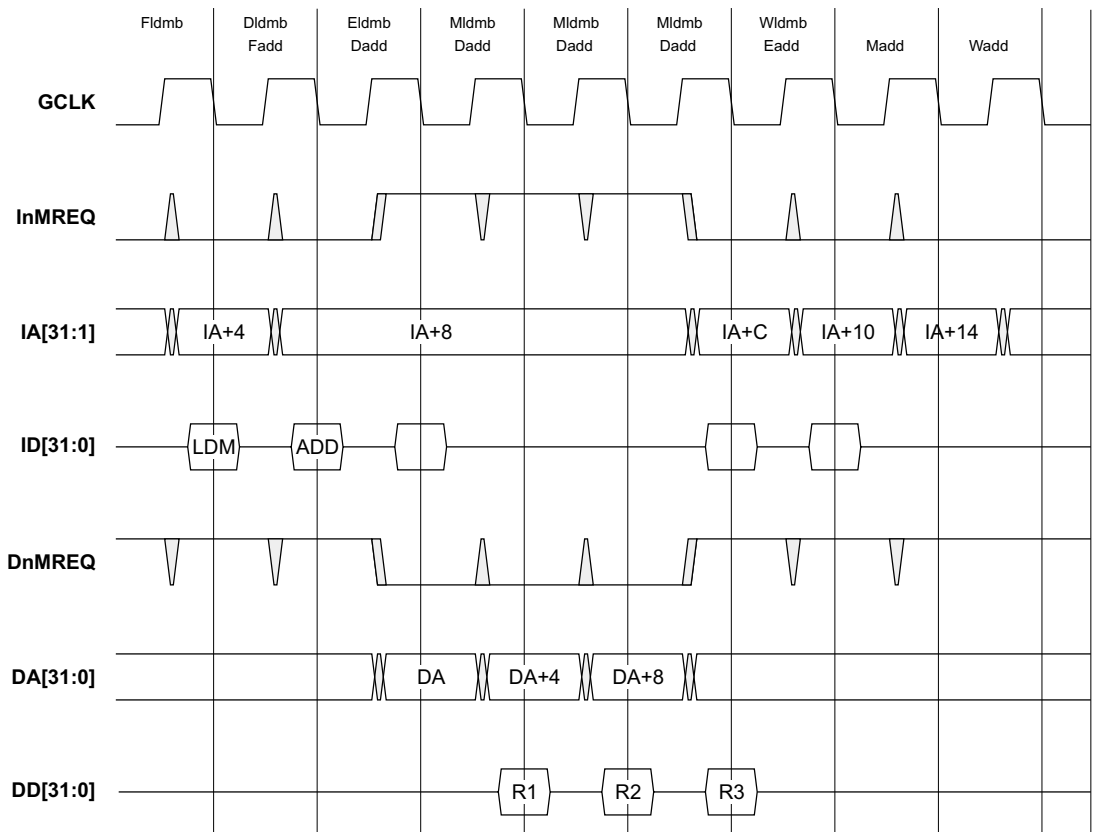 Fldmb Dldmb Eldmb Mldmb Mldmb Mldmb Wldmb
Fadd Dadd Dadd Dadd Dadd Eadd Madd Wadd
GCLK
InMREQ
IA[31:1] IA+4 IA+8 IA+C IA+10 IA+14
ID[31:0] LDM ADD
DnMREQ
DA[31:0] DA DA+4 DA+8
DD[31:0] R1 R2 R3